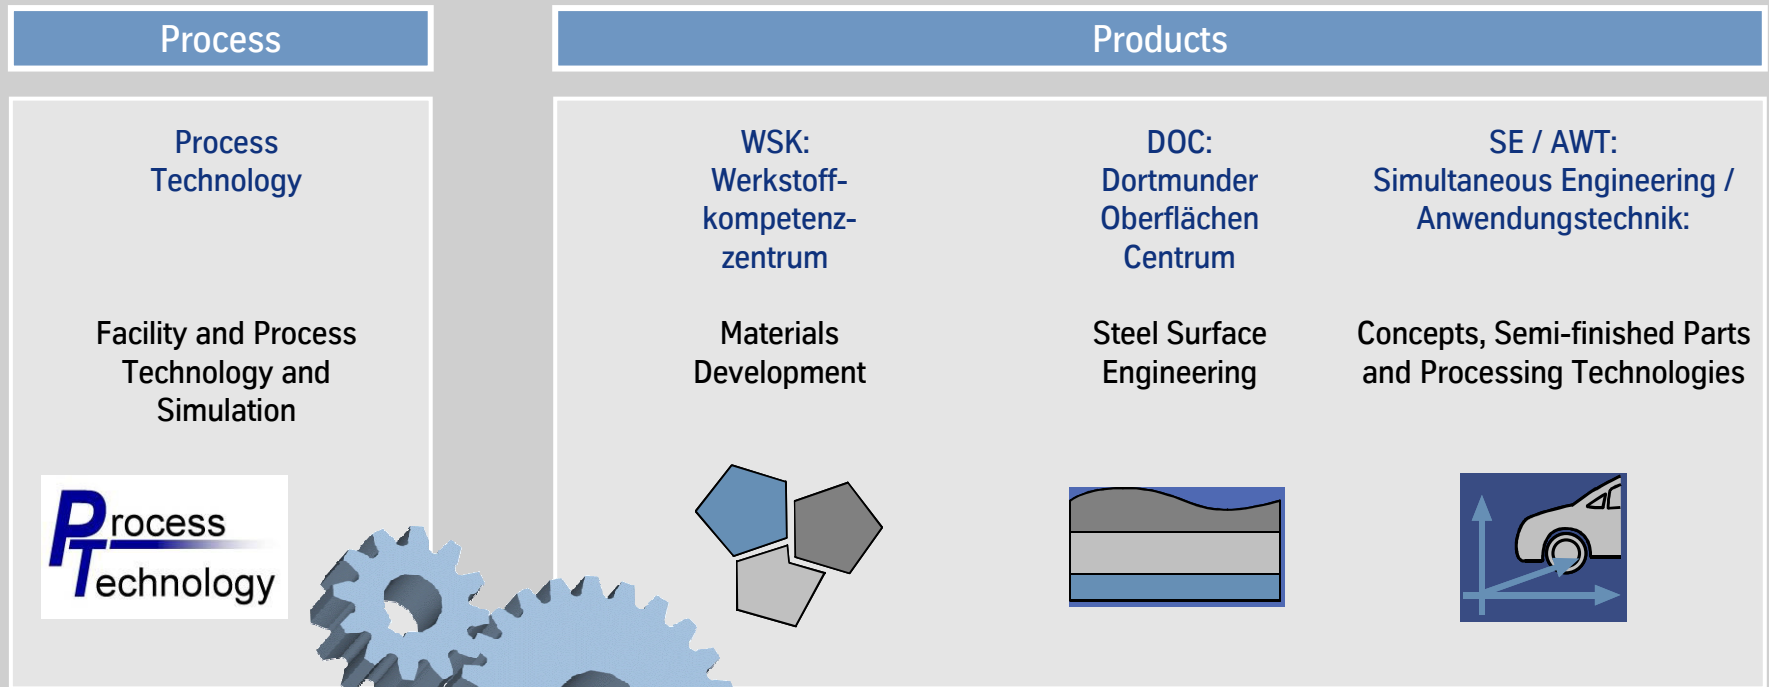 Process
Products
Process
Technology
Facility and Process
Technology and
Simulation
Process
Technology
WSK:
Werkstoff-
kompetenz-
zentrum
Materials
Development
DOC:
Dortmunder
Oberflächen
Centrum
Steel Surface
Engineering
SE / AWT:
Simultaneous Engineering /
Anwendungstechnik:
Concepts, Semi-finished Parts
and Processing Technologies